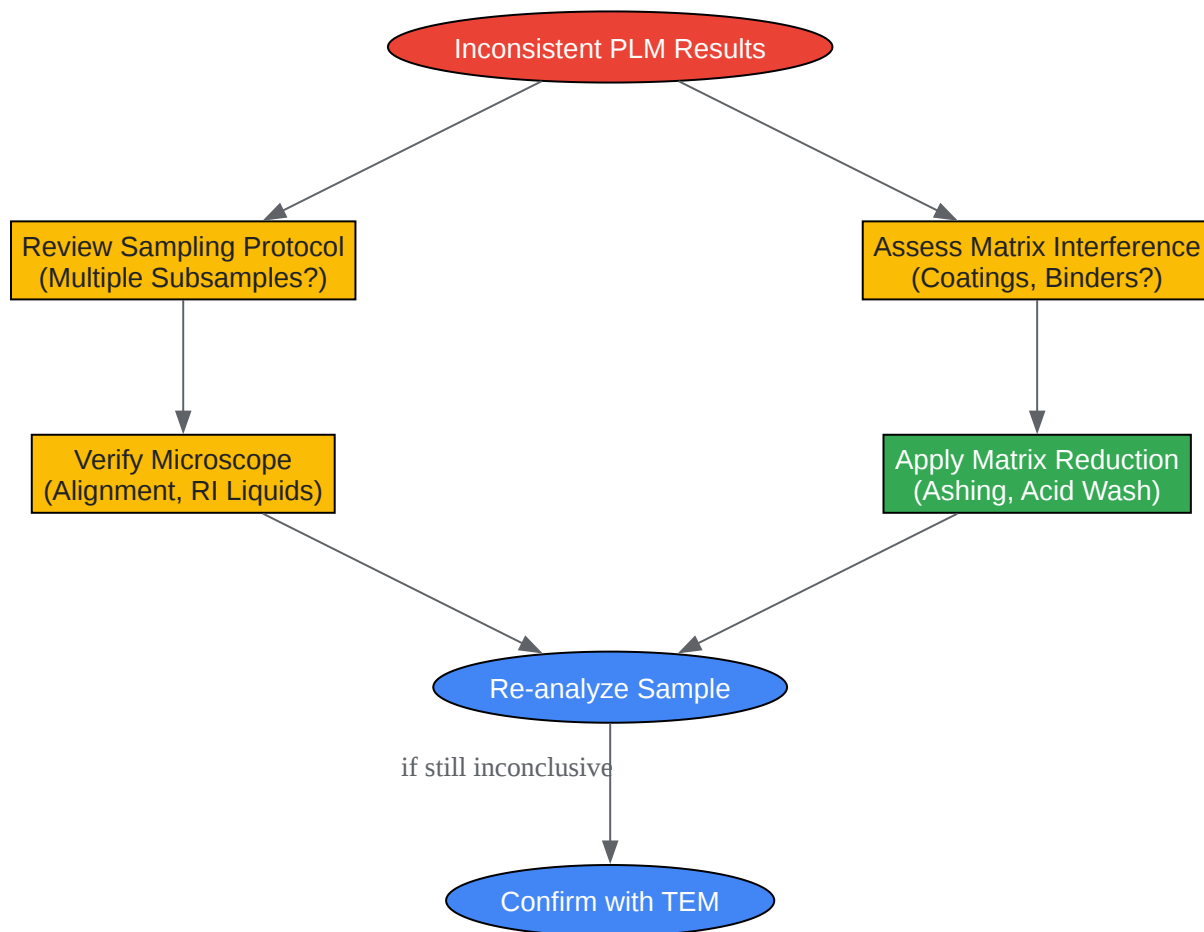 Inconsistent PLM Results
Review Sampling Protocol
(Multiple Subsamples?)
Assess Matrix Interference
(Coatings, Binders?)
Verify Microscope
(Alignment, RI Liquids)
Apply Matrix Reduction
(Ashing, Acid Wash)
Re-analyze Sample
if still inconclusive
Confirm with TEM